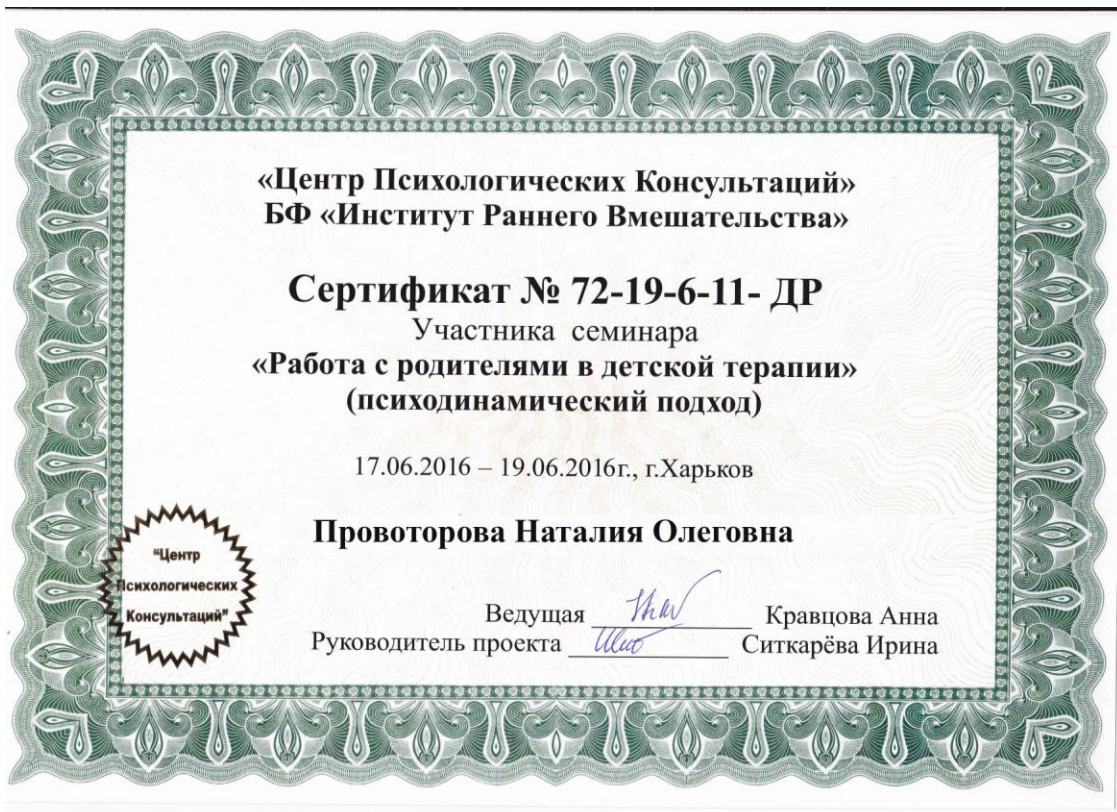 «Центр Психологических Консультаций»
БФ «Институт Раннего Вмешательства»
Сертификат № 72-19-6-11- ДР
Участника семинара
«Работа с родителями в детской терапии»
(психодинамический подход)
17.06.2016 – 19.06.2016г., г.Харьков
Провоторова Наталия Олеговна
"Центр
Психологических
Консультаций"
Ведущая Кравцова Анна
Руководитель проекта Ситкарёва Ирина